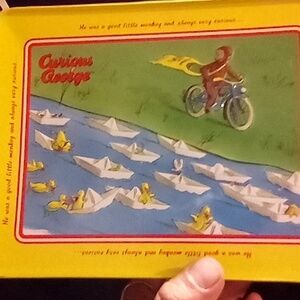 He was a good little monkey and always very curious...
Curious
George
He was a good little monkey and always very curious...
He was a good little monkey and always very curious...